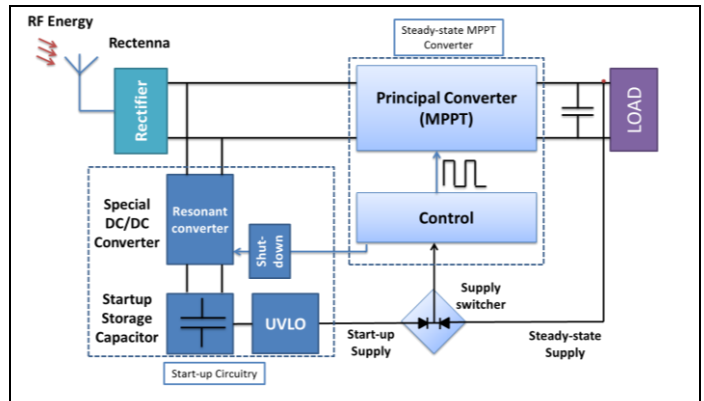 RF Energy
Rectenna
Rectifier
Steady-state MPPT
Converter
Principal Converter
(MPPT)
LOAD
Control
Special
DC/DC
Converter
Resonant
converter
Shut-
down
Supply
switcher
Startup
Storage
Capacitor
UVLO
Start-up
Supply
Steady-state
Supply
Start-up Circuitry